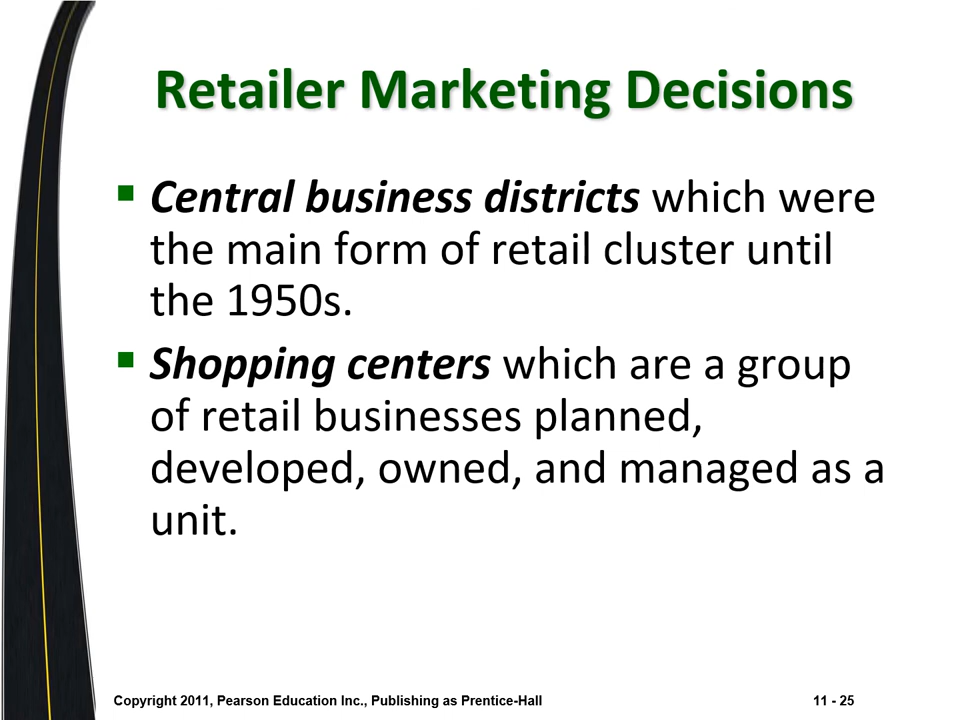 Retailer Marketing Decisions
Central business districts which were
the main form of retail cluster until
the 1950s.
Shopping centers which are a group
of retail businesses planned,
developed, owned, and managed as a
unit.
Copyright 2011, Pearson Education Inc., Publishing as Prentice-Hall
11 - 25